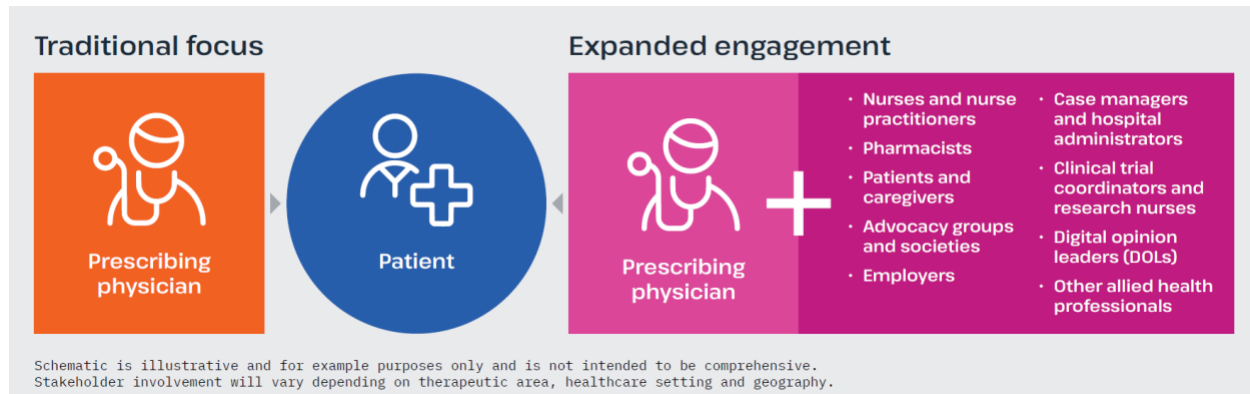 Traditional focus
Prescribing
physician
Patient
Expanded engagement
Prescribing
physician
· Nurses and nurse
practitioners
· Pharmacists
· Patients and
caregivers
· Advocacy groups
and societies
· Employers
· Case managers
and hospital
administrators
· Clinical trial
coordinators and
research nurses
· Digital opinion
leaders (DOLs)
· Other allied health
professionals
Schematic is illustrative and for example purposes only and is not intended to be comprehensive.
Stakeholder involvement will vary depending on therapeutic area, healthcare setting and geography.